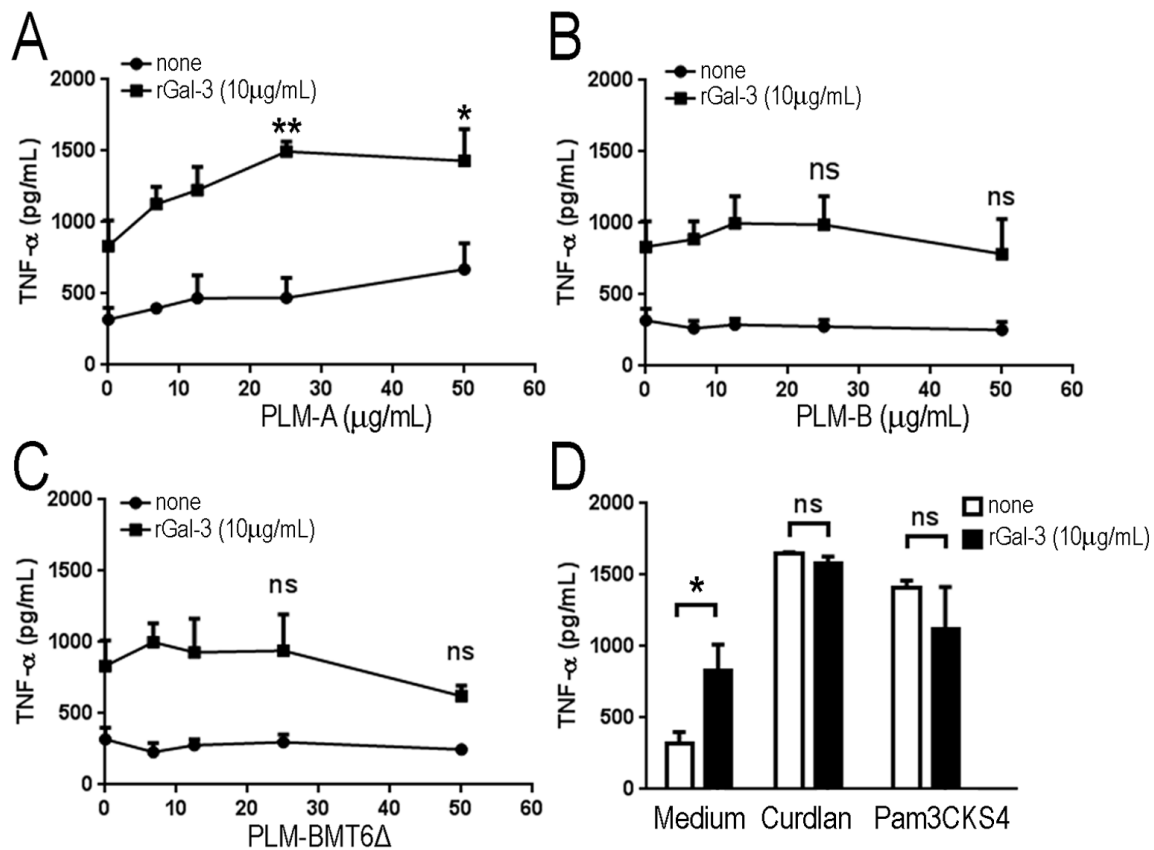 A
none
rGal-3 (10μg/mL)
2000
1500
1000
500
0
TNF-α (pg/mL)
**
*
0 10 20 30 40 50 60
PLM-A (μg/mL)
B
none
rGal-3 (10μg/mL)
2000
1500
1000
500
0
TNF-α (pg/mL)
ns
ns
0 10 20 30 40 50 60
PLM-B (μg/mL)
C
none
rGal-3 (10μg/mL)
2000
1500
1000
500
0
TNF-α (pg/mL)
ns
ns
0 10 20 30 40 50 60
PLM-BMT6Δ
D
none
rGal-3 (10μg/mL)
2000
1500
1000
500
0
TNF-α (pg/mL)
*
ns
ns
Medium Curdlan Pam3CKS4